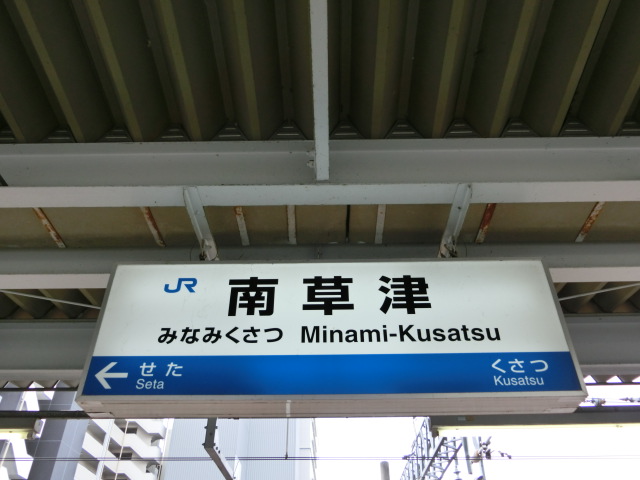 JR 南草津
みなみくさつ Minami-Kusatsu
← せた くさつ
Seta Kusatsu